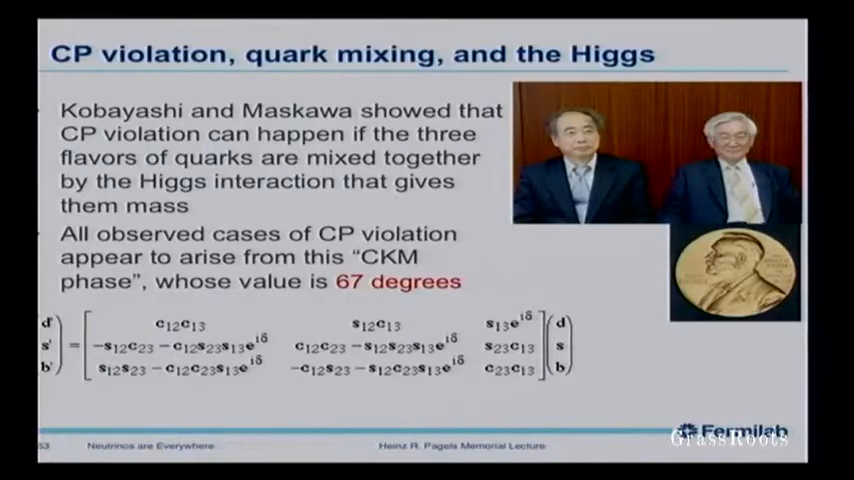 CP violation, quark mixing, and the Higgs
Kobayashi and Maskawa showed that
CP violation can happen if the three
flavors of quarks are mixed together
by the Higgs interaction that gives
them mass
All observed cases of CP violation
appear to arise from this “CKM
phase”, whose value is 67 degrees
d' c₁₂c₁₃ s₁₂c₁₃ s₁₃e^iδ d
s' = -s₁₂c₂₃ - c₁₂s₂₃s₁₃e^iδ c₁₂c₂₃ - s₁₂s₂₃s₁₃e^iδ s₂₃c₁₃ s
b' s₁₂s₂₃ - c₁₂c₂₃s₁₃e^iδ -c₁₂s₂₃ - s₁₂c₂₃s₁₃e^iδ c₂₃c₁₃ b
Fermilab
GrassRoots
53 Neutrinos are Everywhere Heinz R. Pagels Memorial Lecture